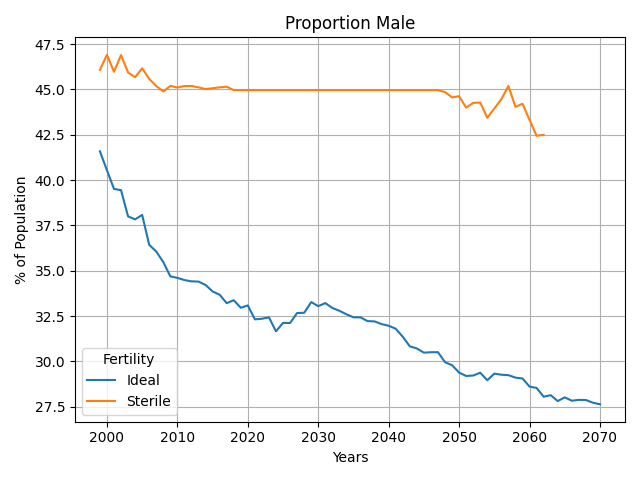 Proportion Male
47.5
45.0
42.5
40.0
37.5
35.0
32.5
30.0
27.5
% of Population
Fertility
Ideal
Sterile
2000 2010 2020 2030 2040 2050 2060 2070
Years